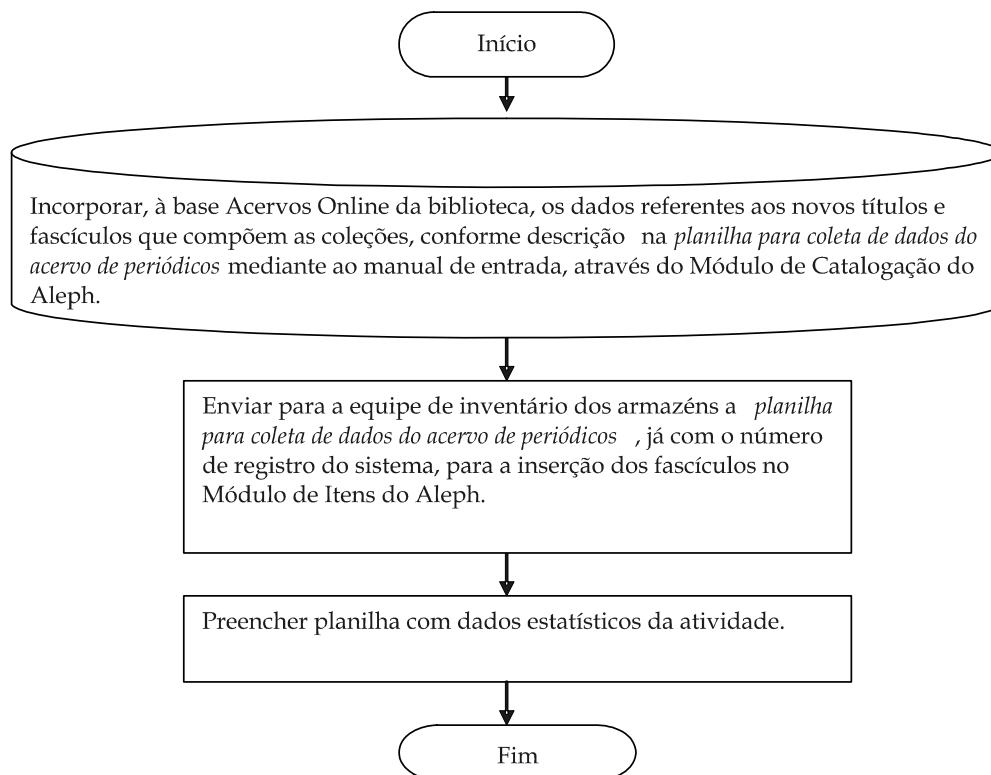 Início
Incorporar, à base Acervos Online da biblioteca, os dados referentes aos novos títulos e
fascículos que compõem as coleções, conforme descrição na planilha para coleta de dados do
acervo de periódicos mediante ao manual de entrada, através do Módulo de Catalogação do
Aleph.
Enviar para a equipe de inventário dos armazéns a planilha
para coleta de dados do acervo de periódicos , já com o número
de registro do sistema, para a inserção dos fascículos no
Módulo de Itens do Aleph.
Preencher planilha com dados estatísticos da atividade.
Fim